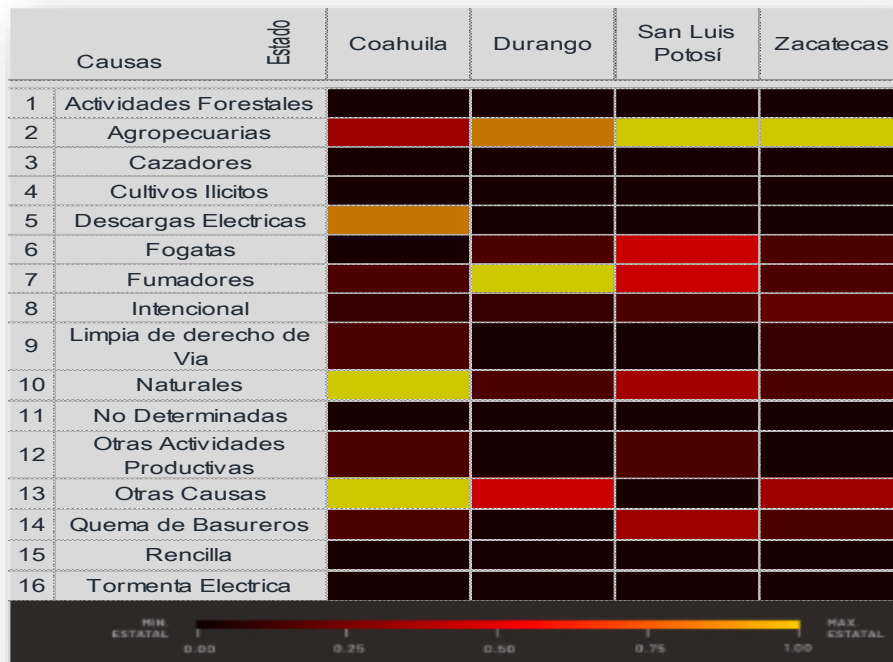 Causas Estado Coahuila Durango San Luis Potosí Zacatecas
1 Actividades Forestales
2 Agropecuarias
3 Cazadores
4 Cultivos Ilicitos
5 Descargas Electricas
6 Fogatas
7 Fumadores
8 Intencional
9 Limpia de derecho de
Via
10 Naturales
11 No Determinadas
12 Otras Actividades
Productivas
13 Otras Causas
14 Quema de Basureros
15 Rencilla
16 Tormenta Electrica
MIN. ESTATAL
0.00 0.25 0.50 0.75 1.00
MAX. ESTATAL